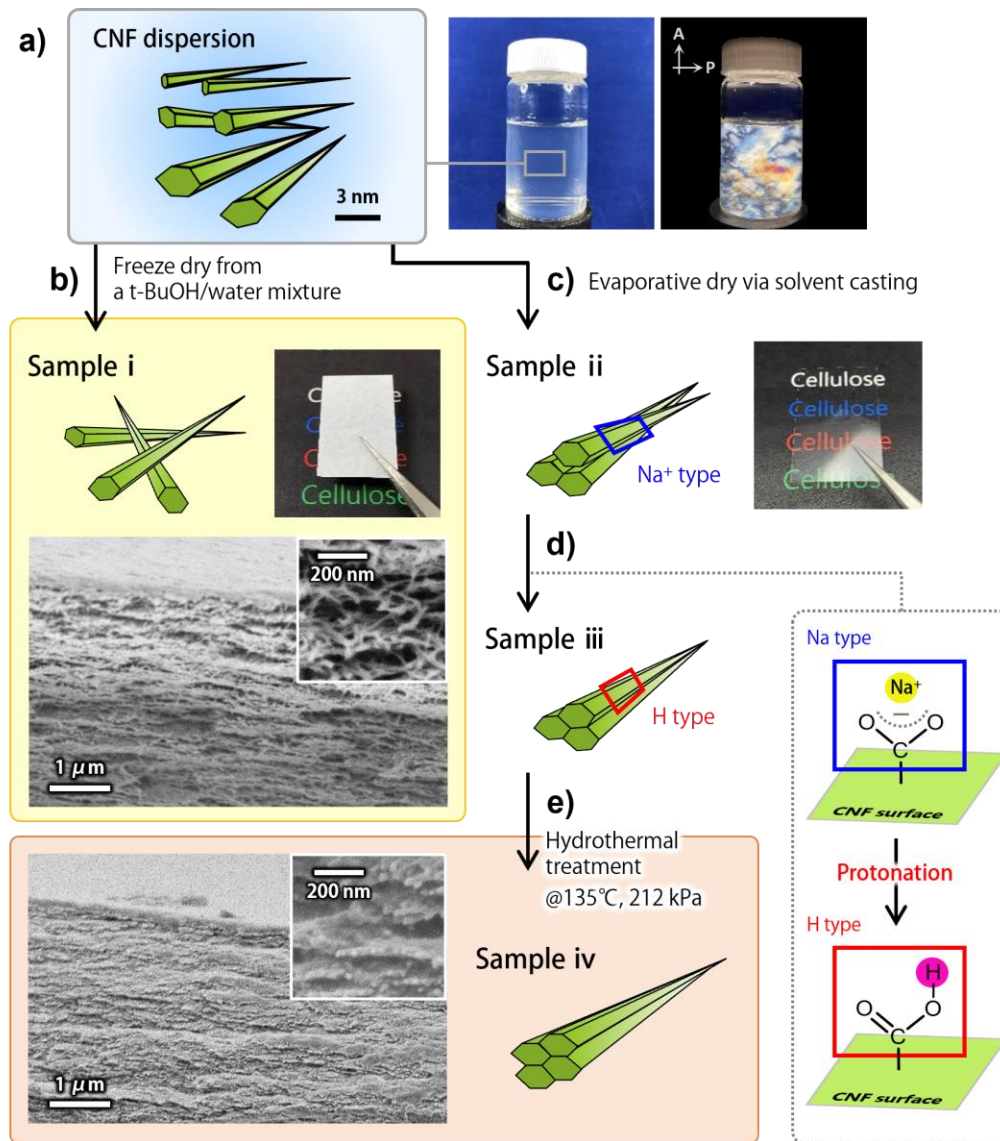 a)
CNF dispersion
3 nm
A
P
b)
Freeze dry from
a t-BuOH/water mixture
c)
Evaporative dry via solvent casting
Sample i
Cellulose
Sample ii
Na⁺ type
Cellulose
Cellulose
Cellulose
Cellulose
200 nm
1 μm
d)
Sample iii
H type
Na type
Na⁺
−
O
O
C
CNF surface
Protonation
H type
H
O
O
C
CNF surface
e)
Hydrothermal
treatment
@135℃, 212 kPa
200 nm
1 μm
Sample iv